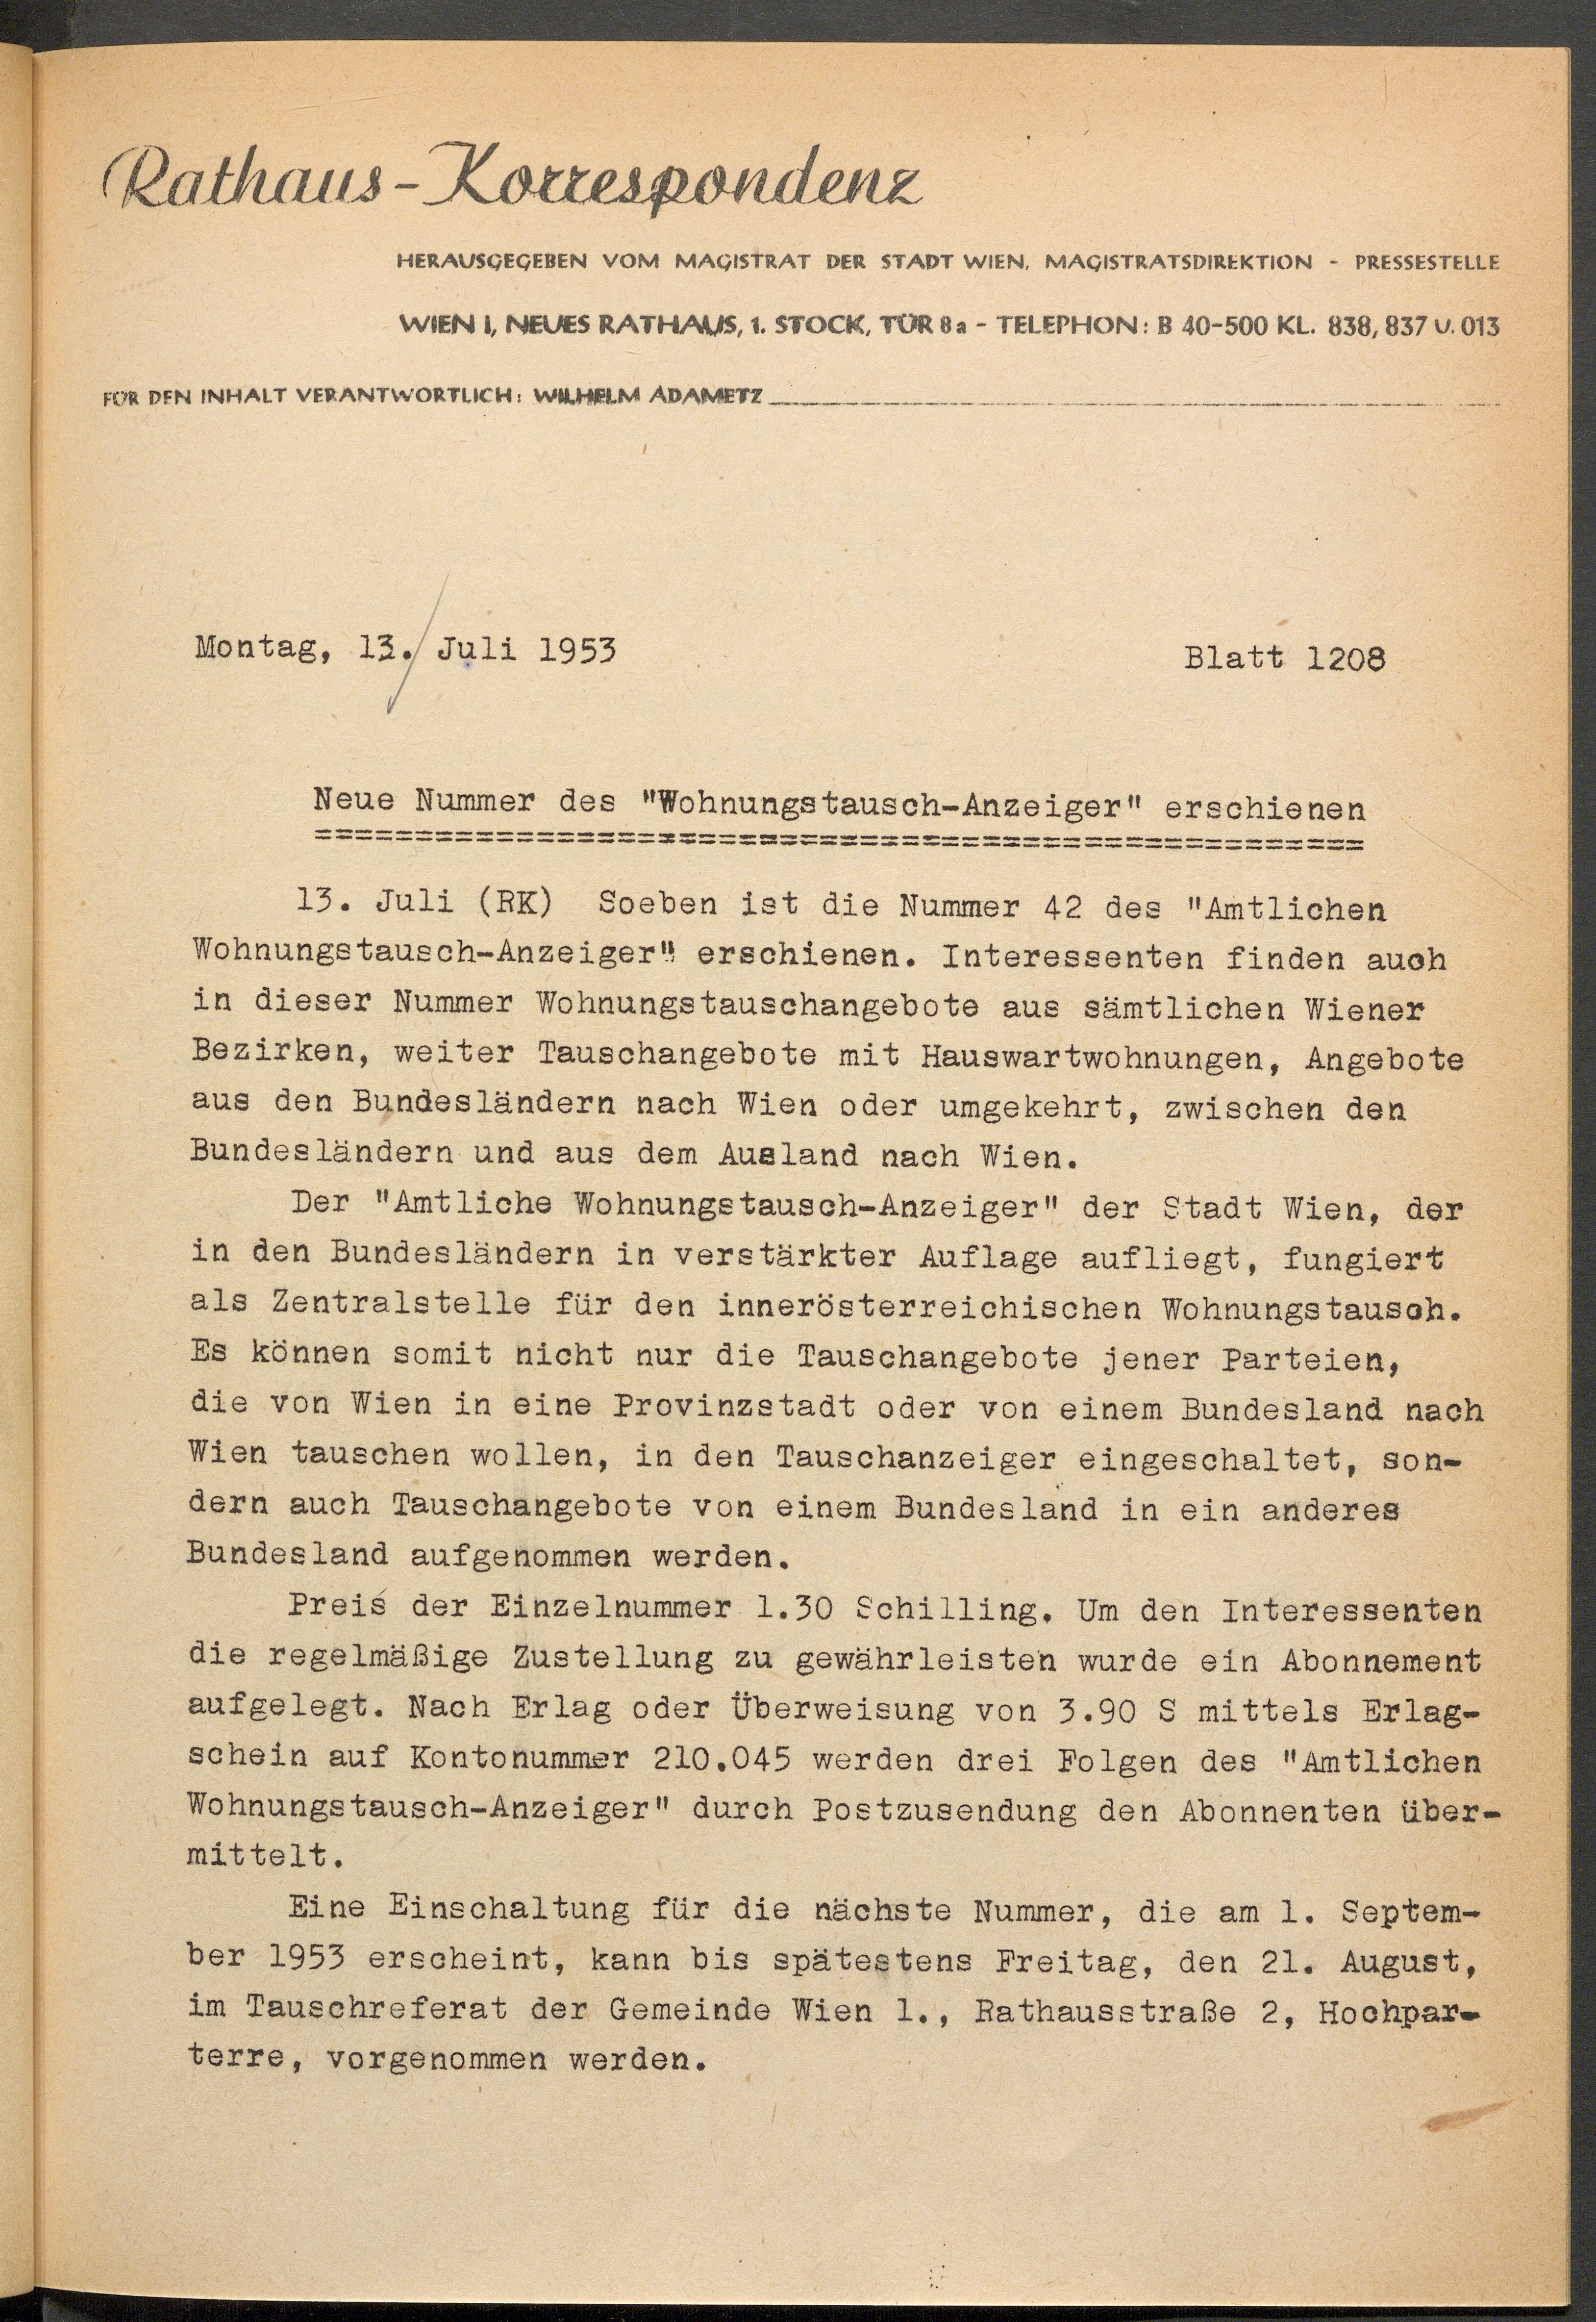 Rathaus-Korrespondenz
HERAUSGEGEBEN VOM MAGISTRAT DER STADT WIEN, MAGISTRATSDIREKTION - PRESSESTELLE
WIEN I, NEUES RATHAUS, 1. STOCK, TÜR 8a - TELEPHON: B 40-500 KL. 838, 837 U. 013
FÜR DEN INHALT VERANTWORTLICH: WILHELM ADAMETZ
Montag, 13. Juli 1953
Blatt 1208
Neue Nummer des "Wohnungstausch-Anzeiger" erschienen
====================================================
13. Juli (RK) Soeben ist die Nummer 42 des "Amtlichen
Wohnungstausch-Anzeiger" erschienen. Interessenten finden auch
in dieser Nummer Wohnungstauschangebote aus sämtlichen Wiener
Bezirken, weiter Tauschangebote mit Hauswartwohnungen, Angebote
aus den Bundesländern nach Wien oder umgekehrt, zwischen den
Bundesländern und aus dem Ausland nach Wien.
Der "Amtliche Wohnungstausch-Anzeiger" der Stadt Wien, der
in den Bundesländern in verstärkter Auflage aufliegt, fungiert
als Zentralstelle für den innerösterreichischen Wohnungstausch.
Es können somit nicht nur die Tauschangebote jener Parteien,
die von Wien in eine Provinzstadt oder von einem Bundesland nach
Wien tauschen wollen, in den Tauschanzeiger eingeschaltet, son-
dern auch Tauschangebote von einem Bundesland in ein anderes
Bundesland aufgenommen werden.
Preis der Einzelnummer 1.30 Schilling. Um den Interessenten
die regelmäßige Zustellung zu gewährleisten wurde ein Abonnement
aufgelegt. Nach Erlag oder Überweisung von 3.90 S mittels Erlag-
schein auf Kontonummer 210.045 werden drei Folgen des "Amtlichen
Wohnungstausch-Anzeiger" durch Postzusendung den Abonnenten über-
mittelt.
Eine Einschaltung für die nächste Nummer, die am 1. Septem-
ber 1953 erscheint, kann bis spätestens Freitag, den 21. August,
im Tauschreferat der Gemeinde Wien 1., Rathausstraße 2, Hochpar-
terre, vorgenommen werden.